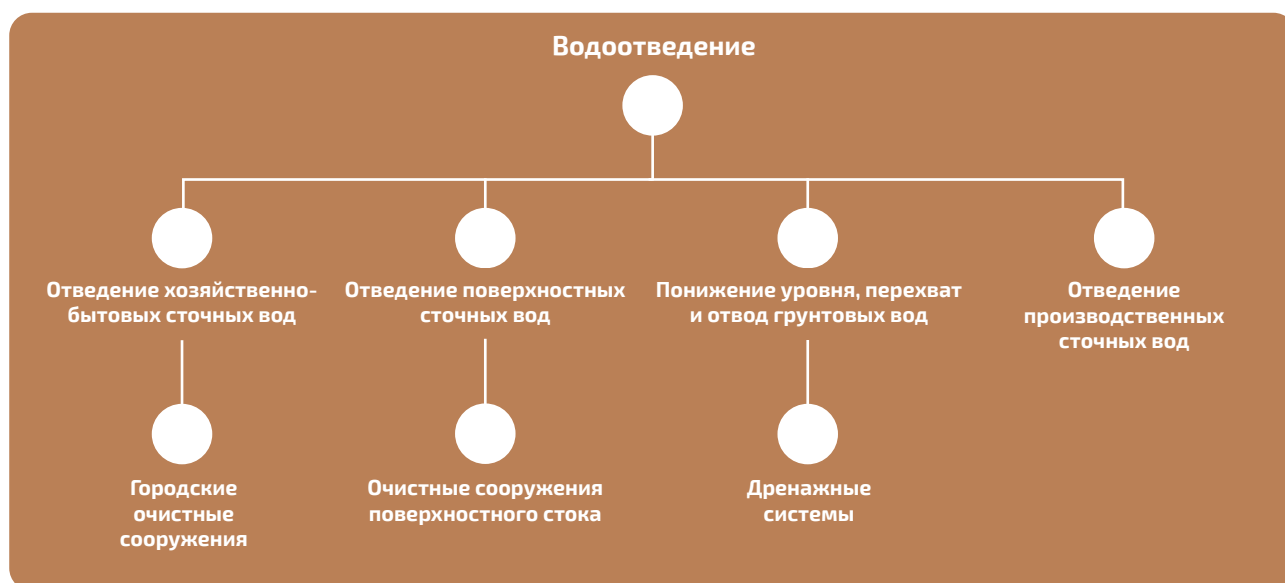 Водоотведение
Отведение хозяйственно-
бытовых сточных вод
Отведение поверхностных
сточных вод
Понижение уровня, перехват
и отвод грунтовых вод
Отведение
производственных
сточных вод
Городские
очистные
сооружения
Очистные сооружения
поверхностного стока
Дренажные
системы